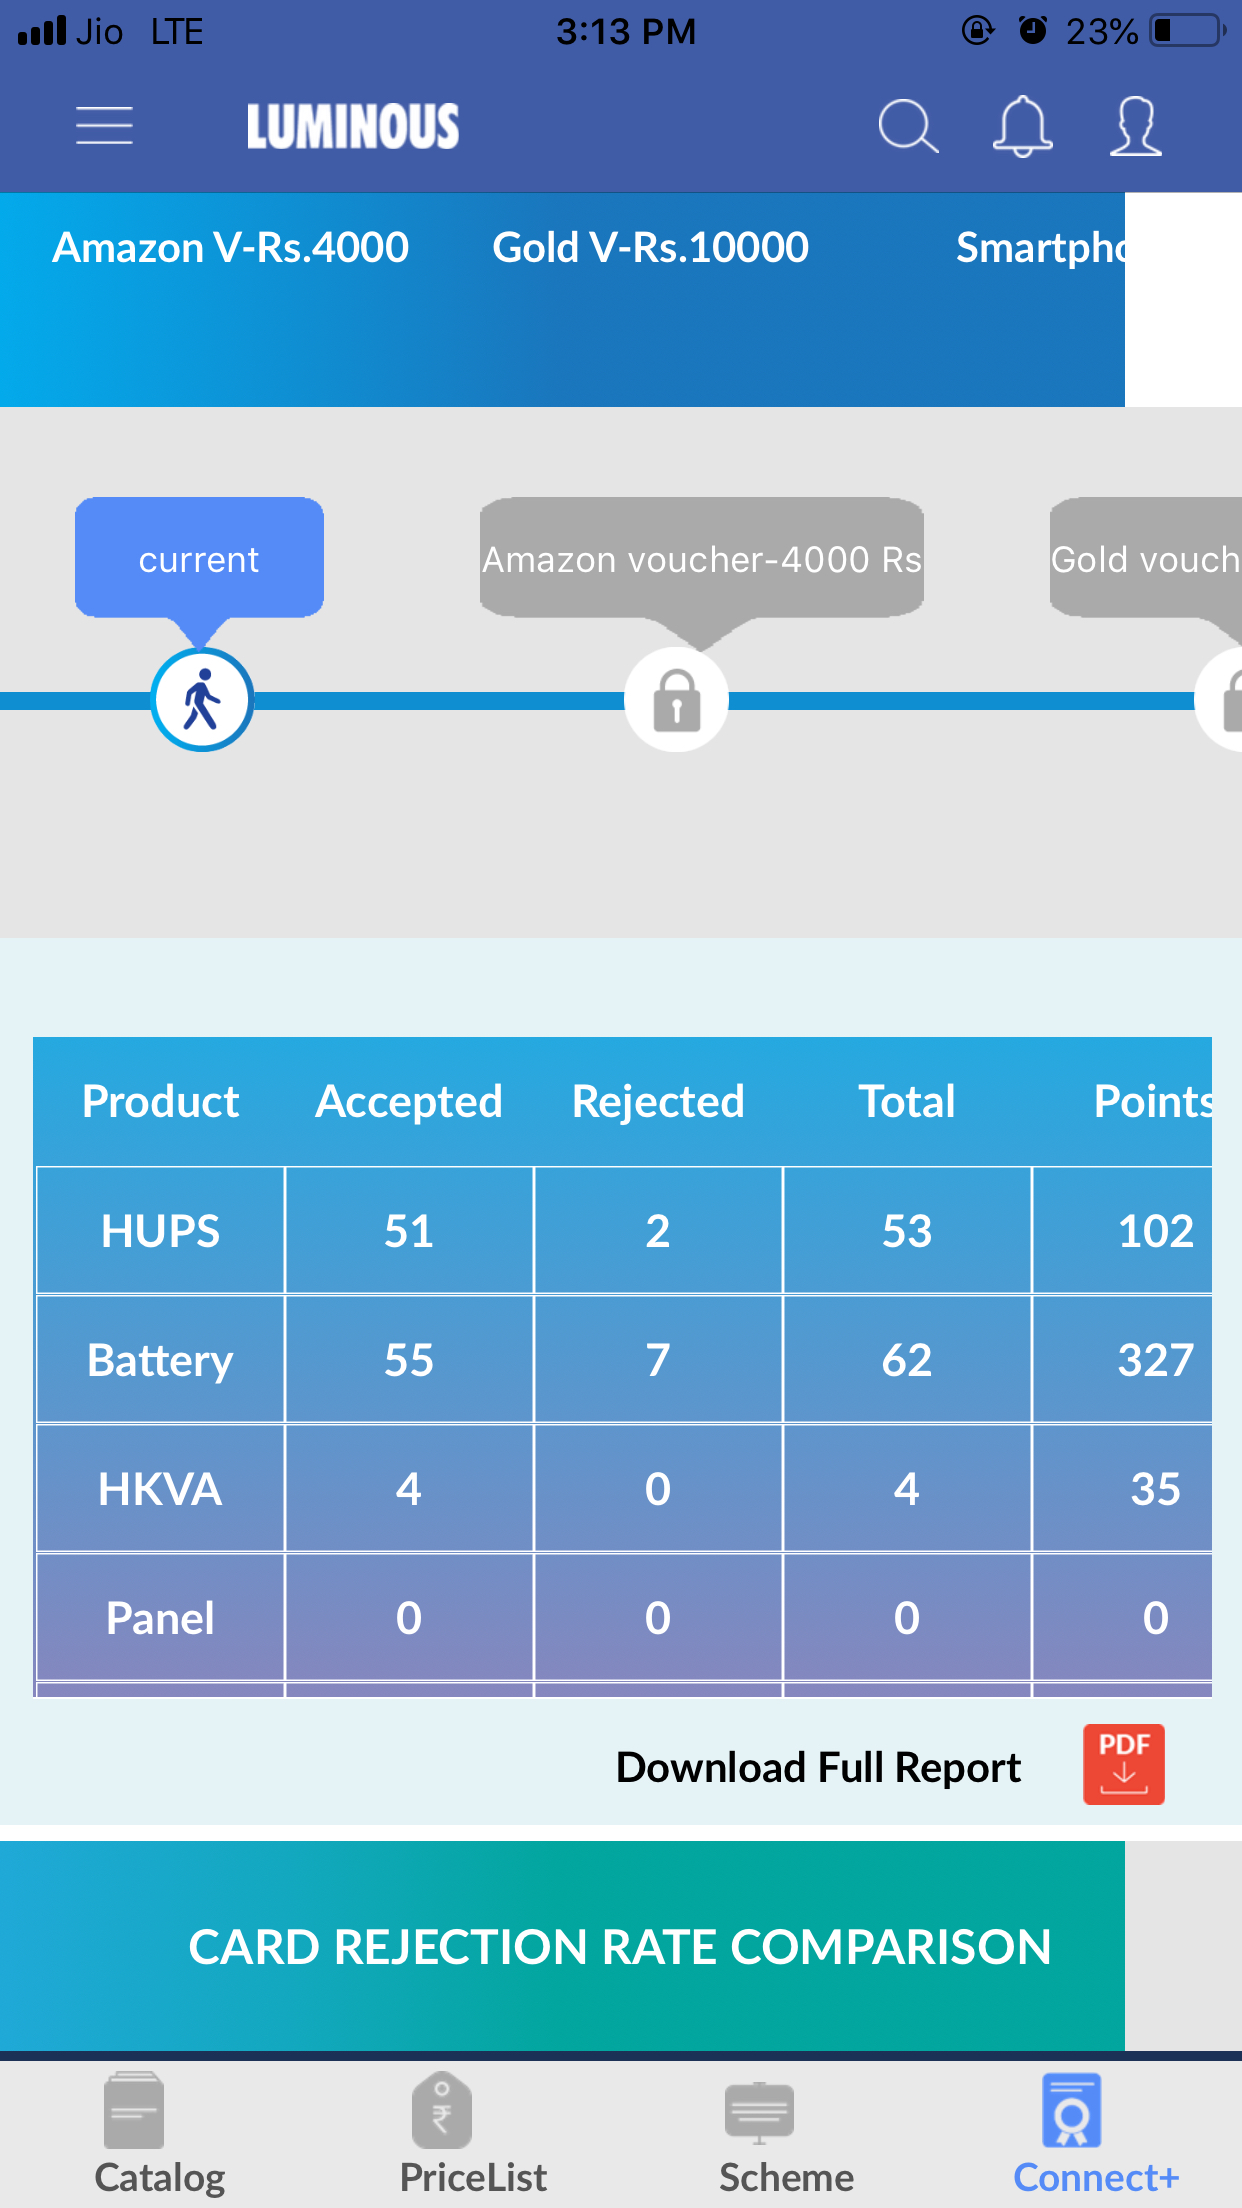 Jio LTE 3:13 PM 23%
LUMINOUS
Amazon V-Rs.4000 Gold V-Rs.10000 Smartpho
current Amazon voucher-4000 Rs Gold vouch
Product Accepted Rejected Total Points
HUPS 51 2 53 102
Battery 55 7 62 327
HKVA 4 0 4 35
Panel 0 0 0 0
Download Full Report PDF
CARD REJECTION RATE COMPARISON
₹
Catalog PriceList Scheme Connect+